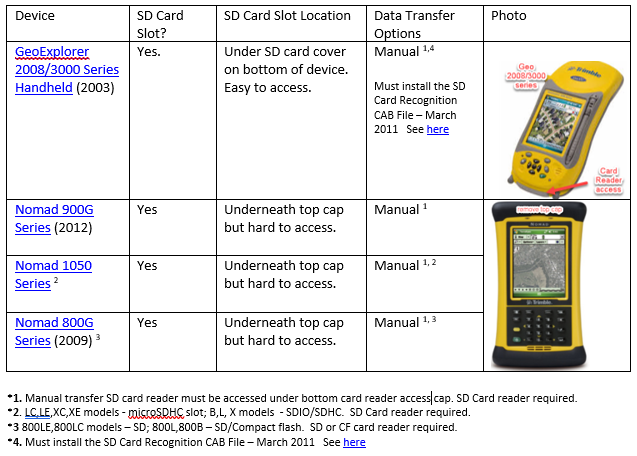 Device
SD Card
Slot?
SD Card Slot Location
Data Transfer
Options
Photo
GeoExplorer
2008/3000 Series
Handheld (2003)
Yes.
Under SD card cover
on bottom of device.
Easy to access.
Manual 1,4
Must install the SD
Card Recognition
CAB File – March
2011   See here
Geo
2008/3000
series
Trimble
Card
Reader
access
Nomad 900G
Series (2012)
Yes
Underneath top cap
but hard to access.
Manual 1
remove top cap
Nomad 1050
Series 2
Yes
Underneath top cap
but hard to access.
Manual 1, 2
Trimble
Nomad 800G
Series (2009) 3
Yes
Underneath top cap
but hard to access.
Manual 1, 3
*1. Manual transfer SD card reader must be accessed under bottom card reader access cap. SD Card reader required.
*2. LC,LE,XC,XE models - microSDHC slot; B,L, X models  - SDIO/SDHC.  SD Card reader required.
*3 800LE,800LC models – SD; 800L,800B – SD/Compact flash.  SD or CF card reader required.
*4. Must install the SD Card Recognition CAB File – March 2011   See here